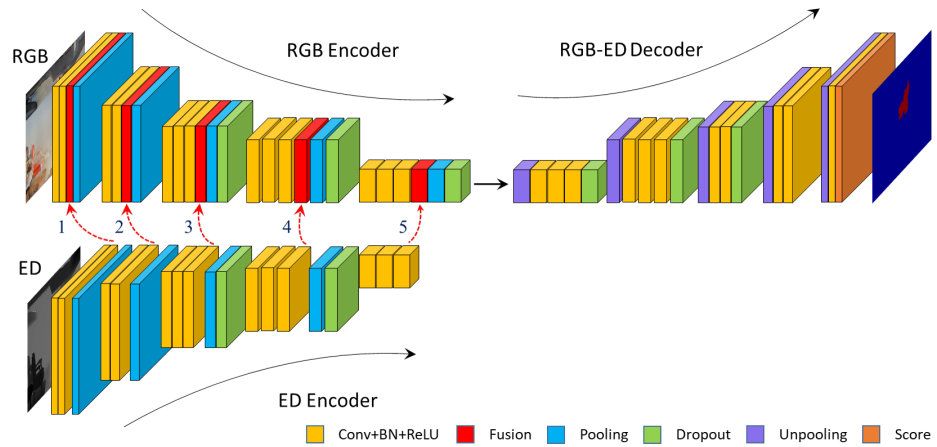 RGB
RGB Encoder
RGB-ED Decoder
1 2 3 4 5
ED
ED Encoder
Conv+BN+ReLU Fusion Pooling Dropout Unpooling Score